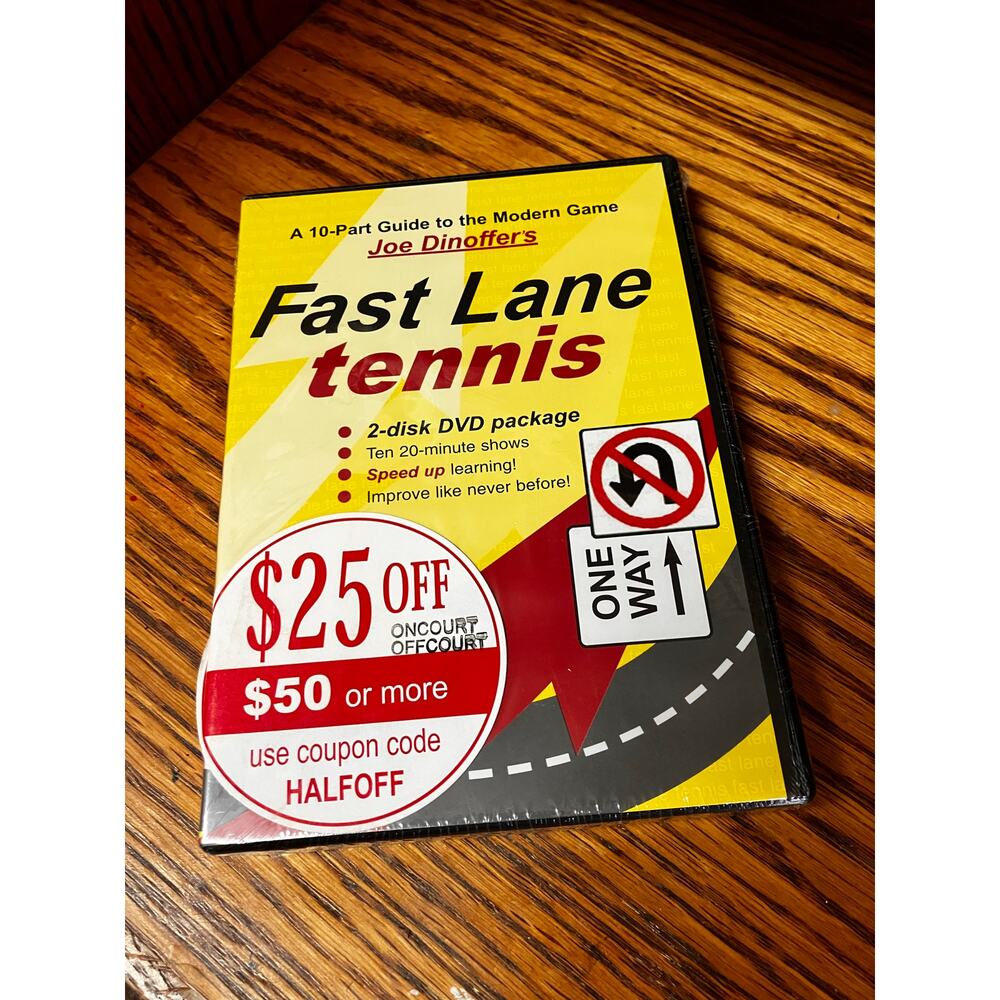 A 10-Part Guide to the Modern Game
Joe Dinoffer's
Fast Lane
tennis
2-disk DVD package
Ten 20-minute shows
Speed up learning!
Improve like never before!
ONE
WAY
$25 OFF
ONCOURT
OFFCOURT
$50 or more
use coupon code
HALFOFF